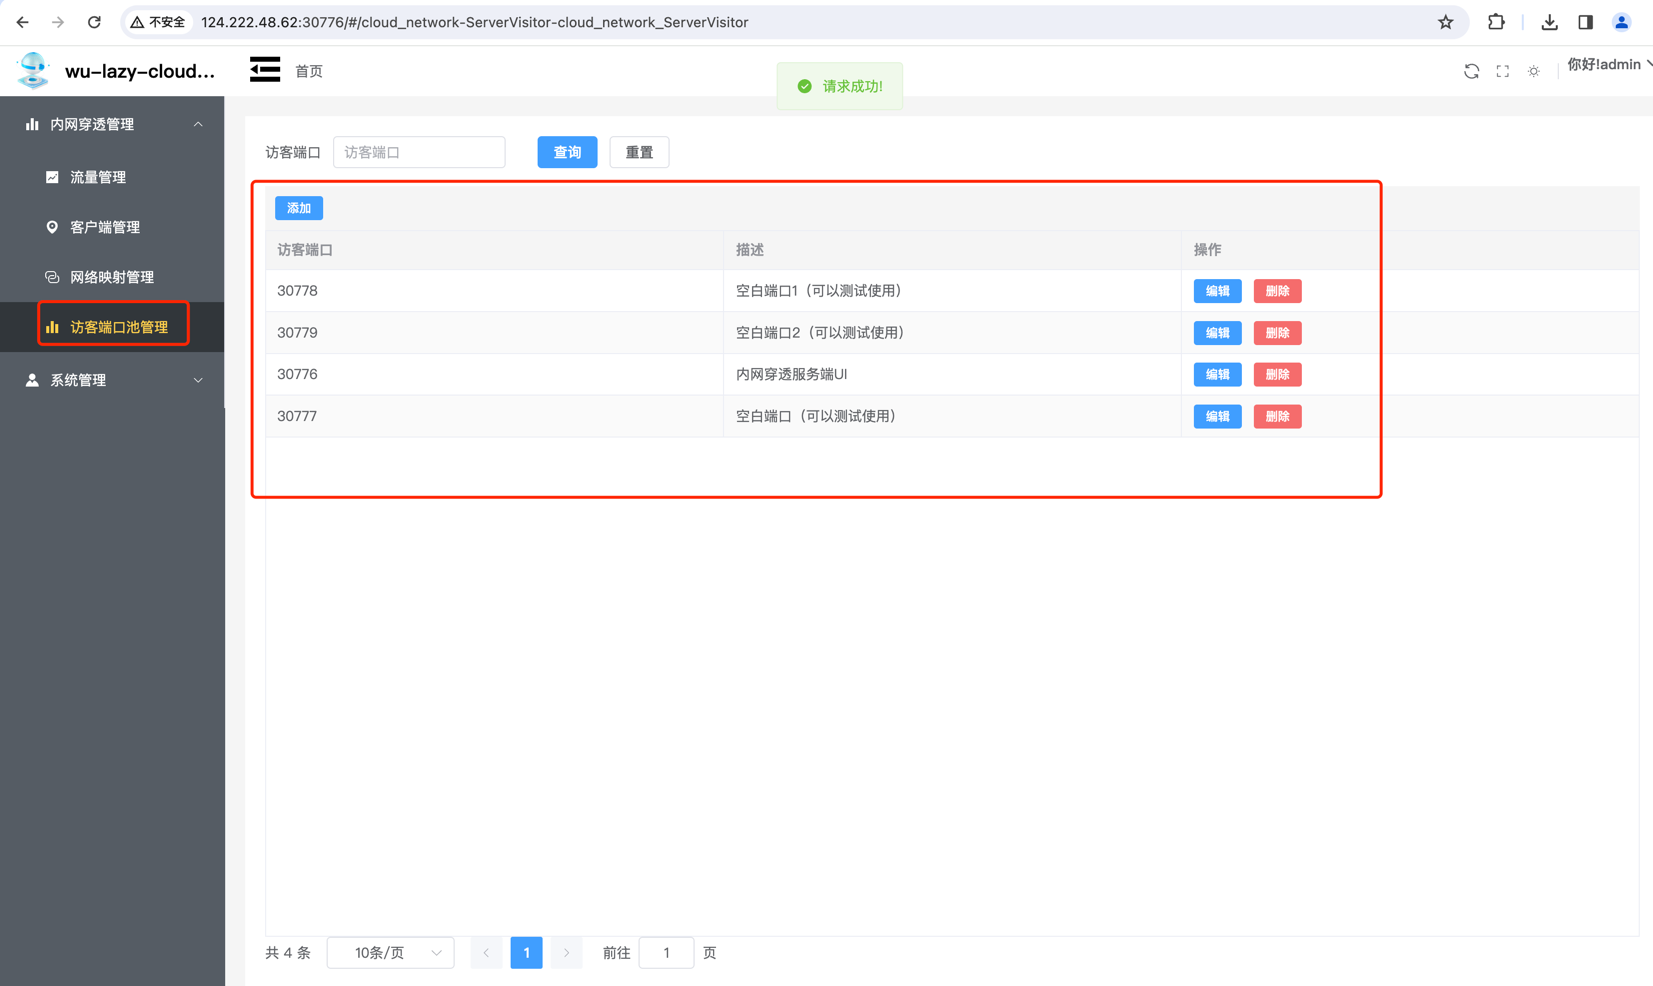 不安全 124.222.48.62:30776/#/cloud_network-ServerVisitor-cloud_network_ServerVisitor
wu-lazy-cloud...
首页
请求成功!
你好!admin
内网穿透管理
流量管理
客户端管理
网络映射管理
访客端口池管理
系统管理
访客端口 访客端口 查询 重置
添加
访客端口 描述 操作
30778 空白端口1（可以测试使用） 编辑 删除
30779 空白端口2（可以测试使用） 编辑 删除
30776 内网穿透服务端UI 编辑 删除
30777 空白端口（可以测试使用） 编辑 删除
共 4 条 10条/页 1 前往 1 页